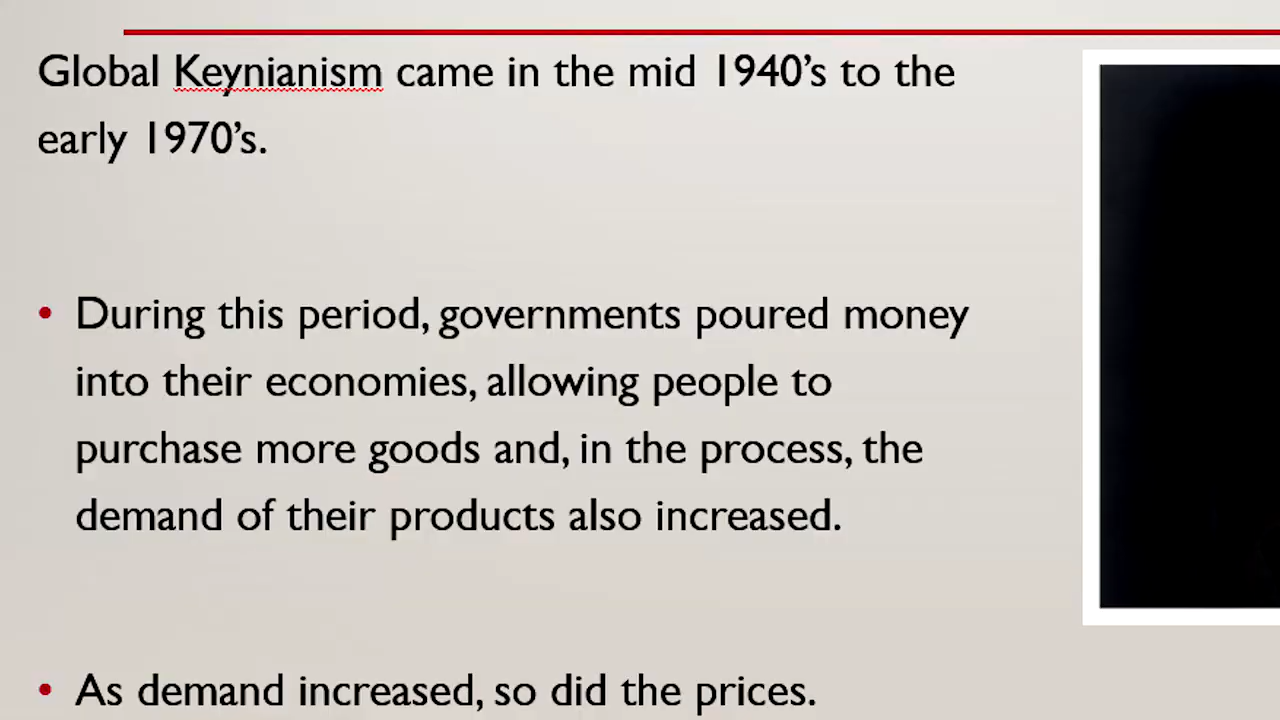 Global Keynianism came in the mid 1940’s to the
early 1970’s.
• During this period, governments poured money
into their economies, allowing people to
purchase more goods and, in the process, the
demand of their products also increased.
• As demand increased, so did the prices.